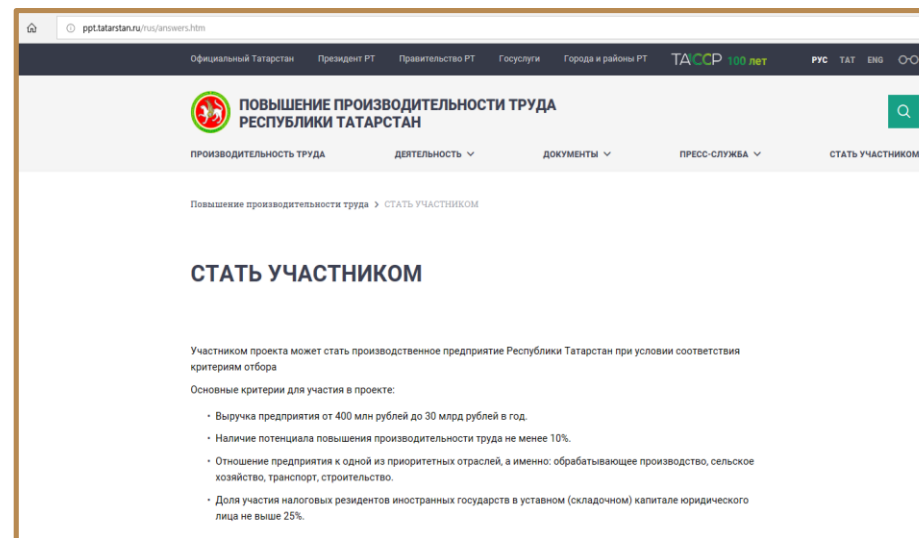 ppt.tatarstan.ru/rus/answers.htm
Официальный Татарстан Президент РТ Правительство РТ Госуслуги Города и районы РТ ТАССР 100 лет РУС ТАТ ENG
ПОВЫШЕНИЕ ПРОИЗВОДИТЕЛЬНОСТИ ТРУДА
РЕСПУБЛИКИ ТАТАРСТАН
ПРОИЗВОДИТЕЛЬНОСТЬ ТРУДА ДЕЯТЕЛЬНОСТЬ ДОКУМЕНТЫ ПРЕСС-СЛУЖБА СТАТЬ УЧАСТНИКОМ
Повышение производительности труда > СТАТЬ УЧАСТНИКОМ
СТАТЬ УЧАСТНИКОМ
Участником проекта может стать производственное предприятие Республики Татарстан при условии соответствия
критериям отбора
Основные критерии для участия в проекте:
• Выручка предприятия от 400 млн рублей до 30 млрд рублей в год.
• Наличие потенциала повышения производительности труда не менее 10%.
• Отношение предприятия к одной из приоритетных отраслей, а именно: обрабатывающее производство, сельское
хозяйство, транспорт, строительство.
• Доля участия налоговых резидентов иностранных государств в уставном (складочном) капитале юридического
лица не выше 25%.